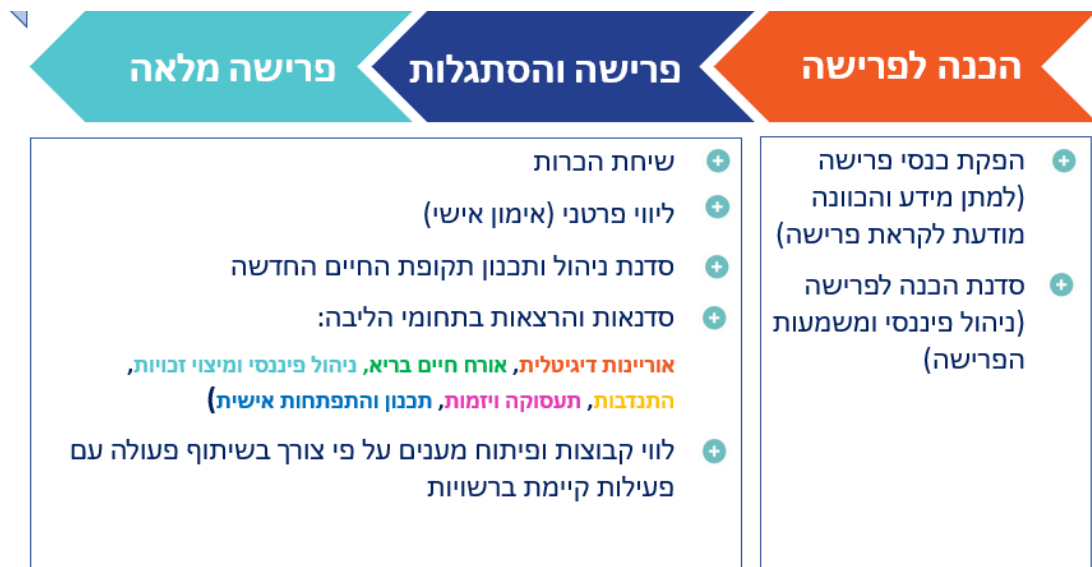 הכנה לפרישה
פרישה והסתגלות
פרישה מלאה
הפקת כנסי פרישה
(למתן מידע והכוונה
מודעת לקראת פרישה)
סדנת הכנה לפרישה
(ניהול פיננסי ומשמעות
הפרישה)
שיחת הכרות
ליווי פרטני (אימון אישי)
סדנת ניהול ותכנון תקופת החיים החדשה
סדנאות והרצאות בתחומי הליבה:
אוריינות דיגיטלית, אורח חיים בריא, ניהול פיננסי ומיצוי זכויות,
התנדבות, תעסוקה ויזמות, תכנון והתפתחות אישית)
לווי קבוצות ופיתוח מענים על פי צורך בשיתוף פעולה עם
פעילות קיימת ברשויות